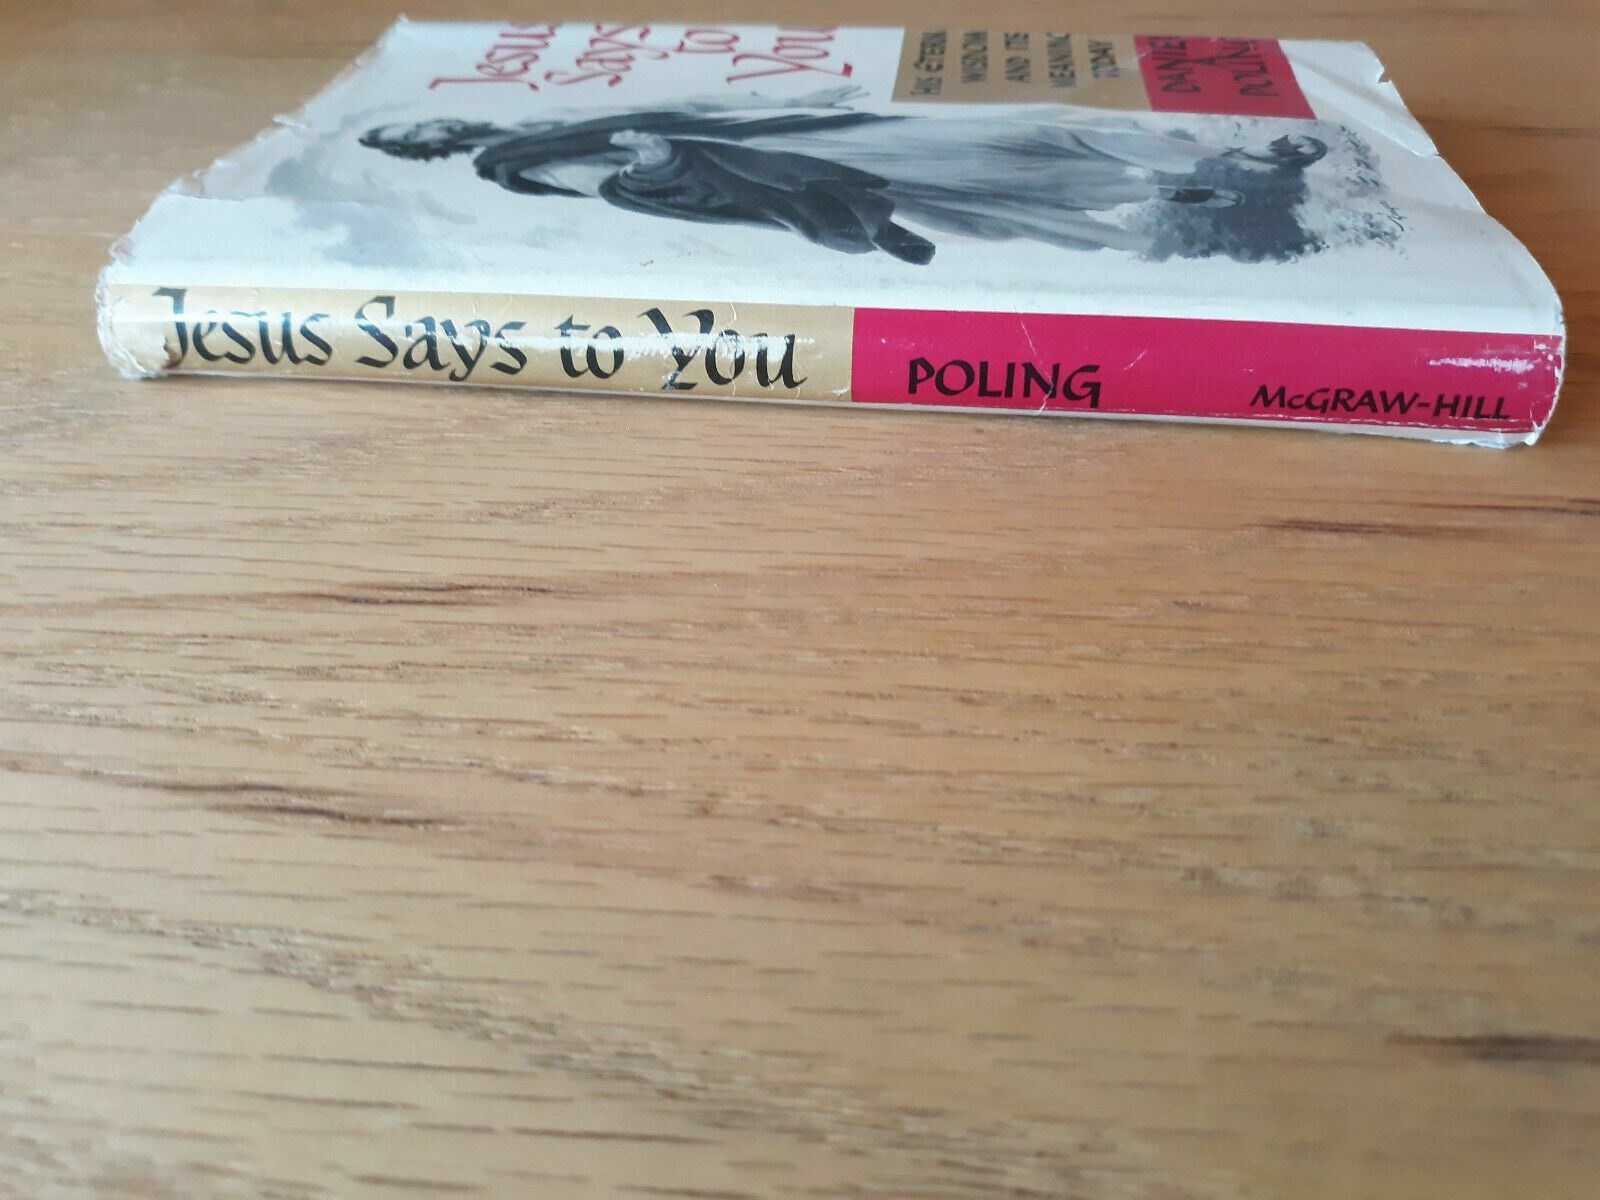 Jesus
Says
to
You
HIS ETERNAL
WISDOM
AND ITS
MEANING
TODAY
DANIEL
A
POLING
Jesus Says to You POLING McGRAW-HILL